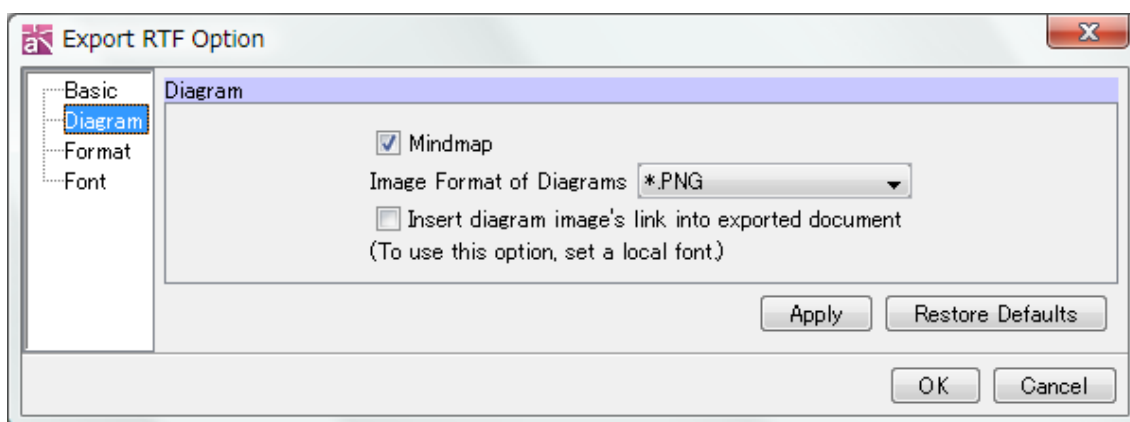 Export RTF Option
Basic
Diagram
Format
Font
Diagram
Mindmap
Image Format of Diagrams *.PNG
Insert diagram image's link into exported document
(To use this option, set a local font.)
Apply Restore Defaults
OK Cancel